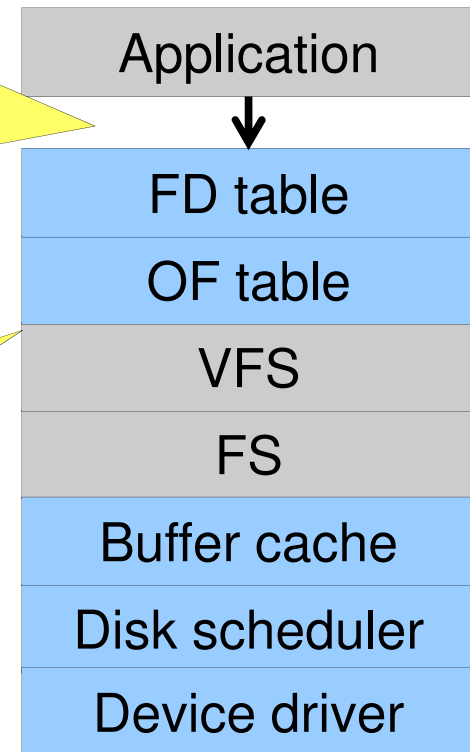 Application
FD table
OF table
VFS
FS
Buffer cache
Disk scheduler
Device driver